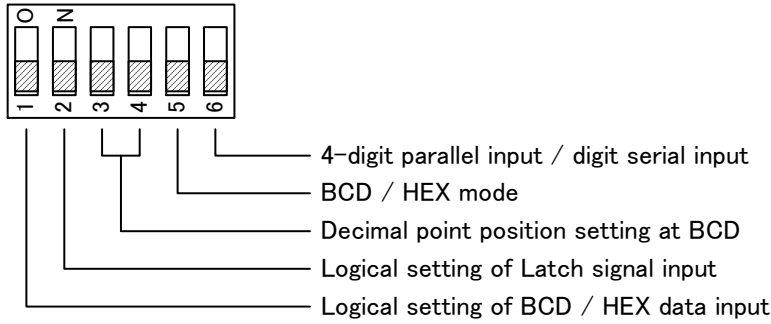 O N
1 2 3 4 5 6
4-digit parallel input / digit serial input
BCD / HEX mode
Decimal point position setting at BCD
Logical setting of Latch signal input
Logical setting of BCD / HEX data input